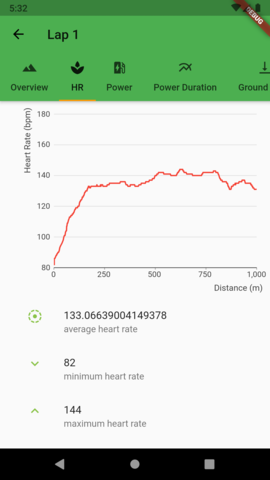 5:32
DEBUG
Lap 1
Overview
HR
Power
Power Duration
Ground
Heart Rate (bpm)
180
160
140
120
100
80
0
250
500
750
1,000
Distance (m)
133.06639004149378
average heart rate
82
minimum heart rate
144
maximum heart rate